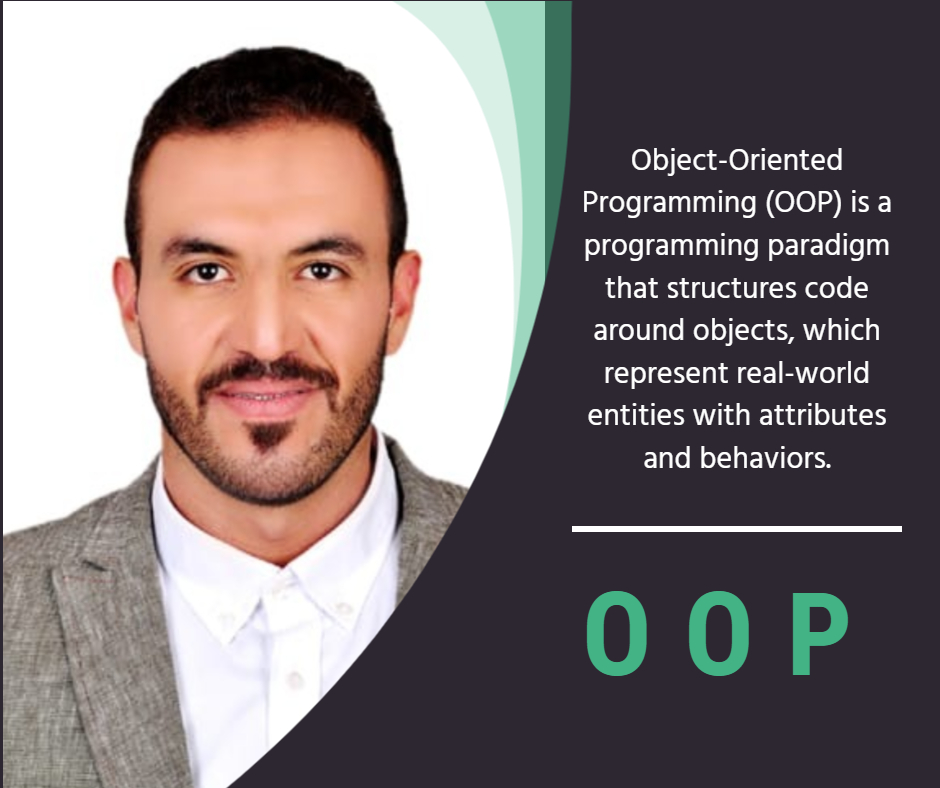 Object-Oriented
Programming (OOP) is a
programming paradigm
that structures code
around objects, which
represent real-world
entities with attributes
and behaviors.
OOP